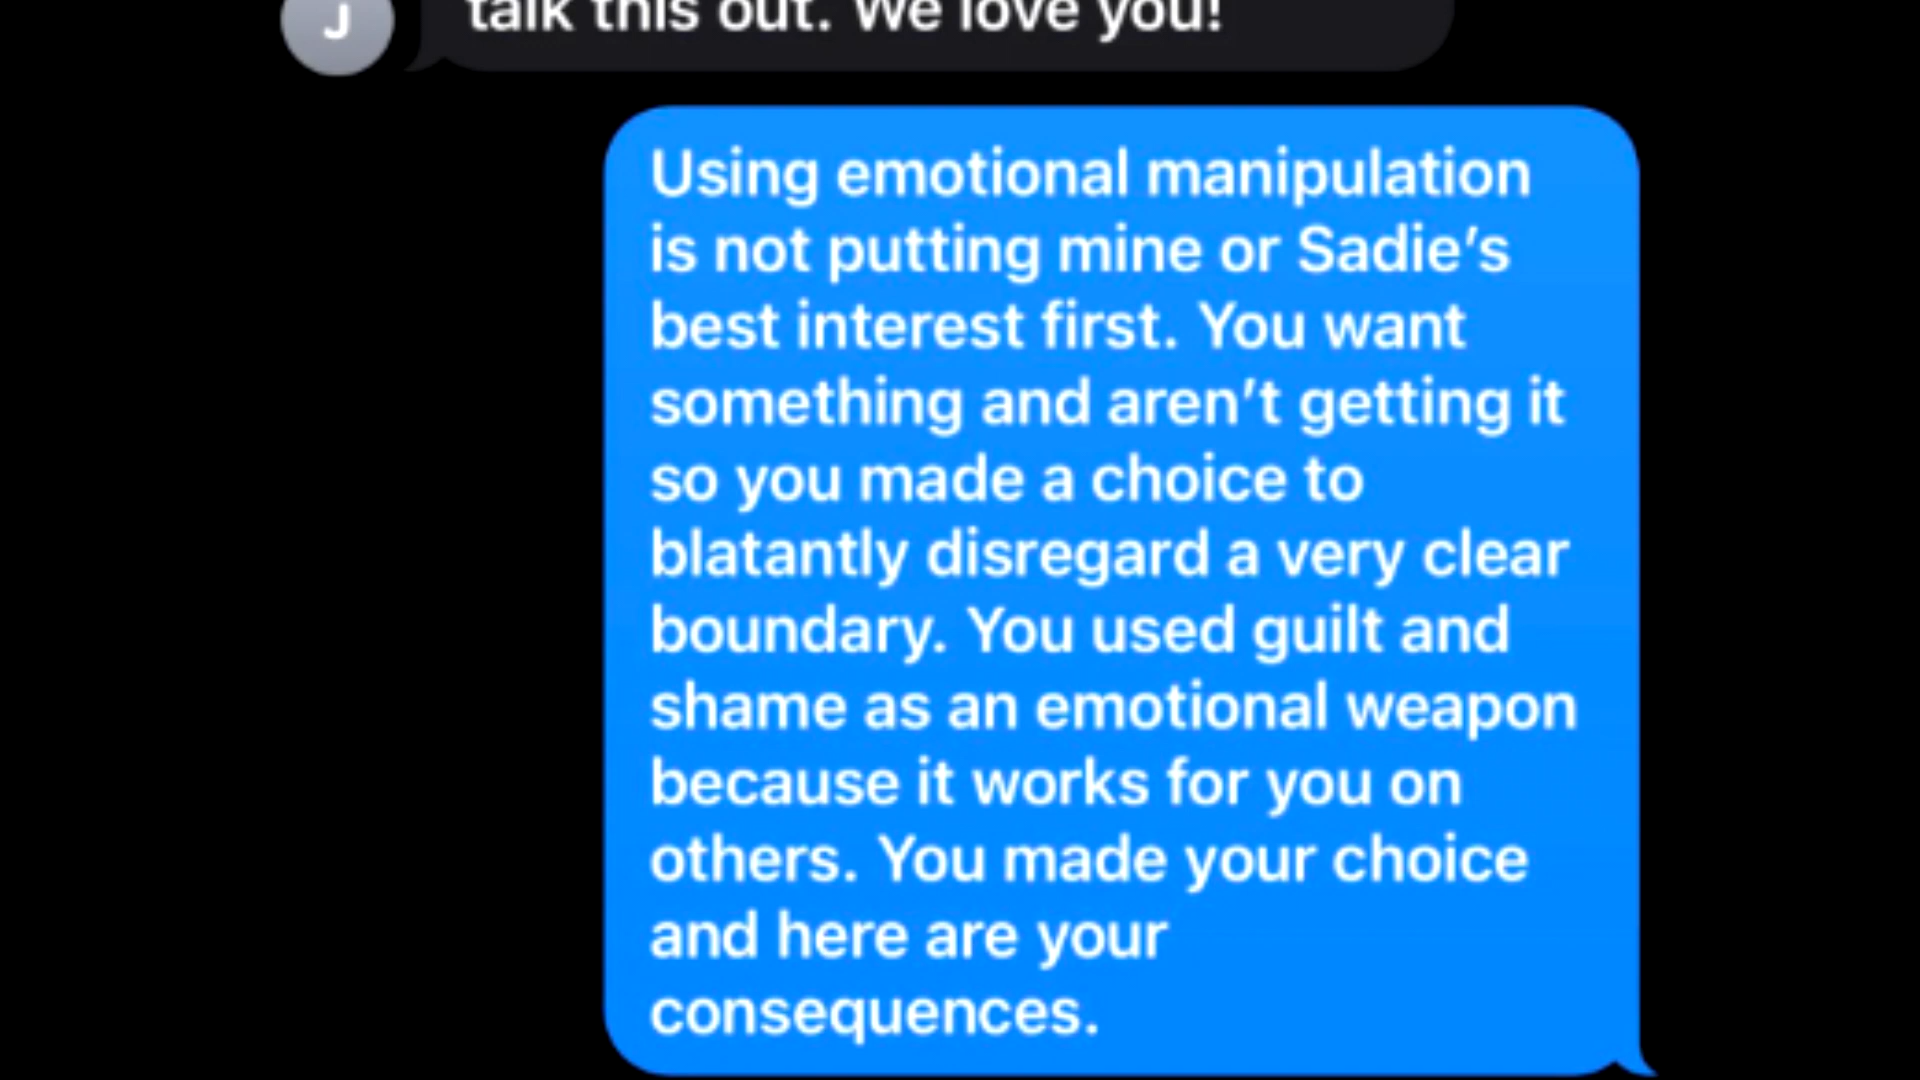 J
talk this out. We love you!
Using emotional manipulation
is not putting mine or Sadie’s
best interest first. You want
something and aren’t getting it
so you made a choice to
blatantly disregard a very clear
boundary. You used guilt and
shame as an emotional weapon
because it works for you on
others. You made your choice
and here are your
consequences.